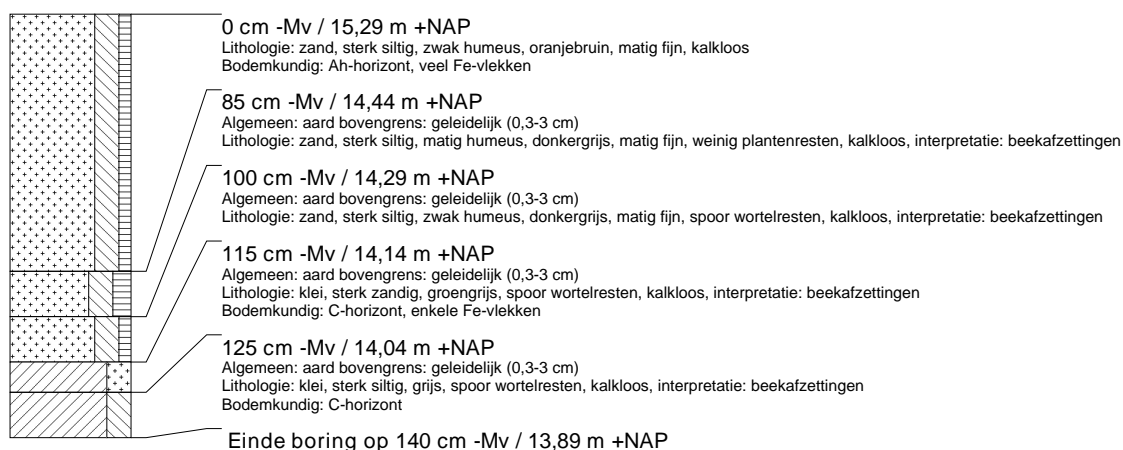 0 cm -Mv / 15,29 m +NAP
Lithologie: zand, sterk siltig, zwak humeus, oranjebruin, matig fijn, kalkloos
Bodemkundig: Ah-horizont, veel Fe-vlekken
85 cm -Mv / 14,44 m +NAP
Algemeen: aard bovengrens: geleidelijk (0,3-3 cm)
Lithologie: zand, sterk siltig, matig humeus, donkergrijs, matig fijn, weinig plantenresten, kalkloos, interpretatie: beekafzettingen
100 cm -Mv / 14,29 m +NAP
Algemeen: aard bovengrens: geleidelijk (0,3-3 cm)
Lithologie: zand, sterk siltig, zwak humeus, donkergrijs, matig fijn, spoor wortelresten, kalkloos, interpretatie: beekafzettingen
115 cm -Mv / 14,14 m +NAP
Algemeen: aard bovengrens: geleidelijk (0,3-3 cm)
Lithologie: klei, sterk zandig, groengrijs, spoor wortelresten, kalkloos, interpretatie: beekafzettingen
Bodemkundig: C-horizont, enkele Fe-vlekken
125 cm -Mv / 14,04 m +NAP
Algemeen: aard bovengrens: geleidelijk (0,3-3 cm)
Lithologie: klei, sterk siltig, grijs, spoor wortelresten, kalkloos, interpretatie: beekafzettingen
Bodemkundig: C-horizont
Einde boring op 140 cm -Mv / 13,89 m +NAP